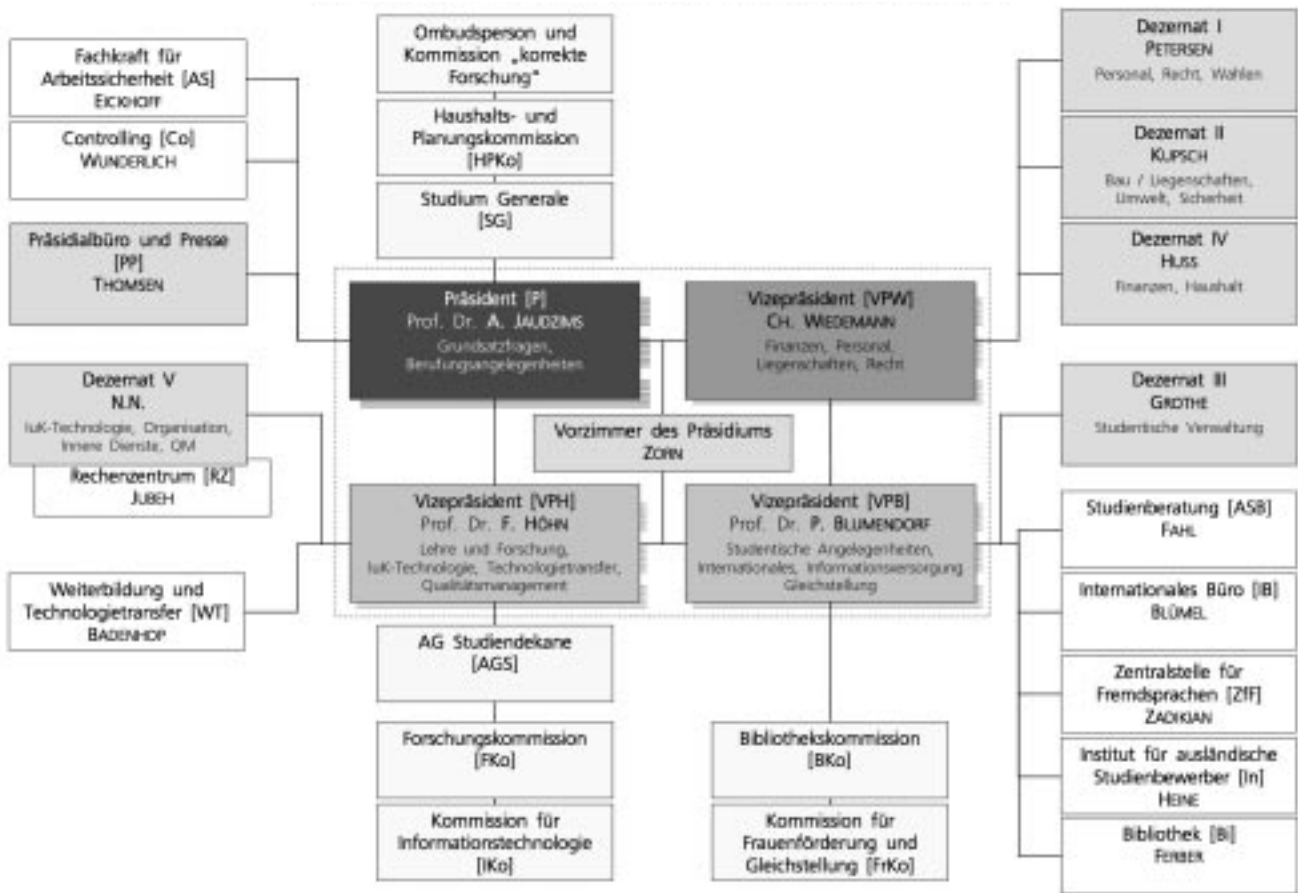 Fachkraft für
Arbeitssicherheit [AS]
EICKHOFF
Controlling [Co]
WUNDERLICH
Präsidialbüro und Presse
[PP]
THOMSEN
Ombudsperson und
Kommission „korrekte
Forschung“
Haushalts- und
Planungskommission
[HPKo]
Studium Generale
[SG]
Dezernat I
PETERSEN
Personal, Recht, Wahlen
Dezernat II
KUPSCH
Bau / Liegenschaften,
Umwelt, Sicherheit
Dezernat IV
HUSS
Finanzen, Haushalt
Präsident [P]
Prof. Dr. A. JAUDZIMS
Grundsatzfragen,
Berufungsangelegenheiten
Vizepräsident [VPW]
CH. WIEDEMANN
Finanzen, Personal,
Liegenschaften, Recht
Dezernat V
N.N.
IuK-Technologie, Organisation,
Innere Dienste, QM
Rechenzentrum [RZ]
JUBEH
Weiterbildung und
Technologietransfer [WT]
BADENHOP
Vorzimmer des Präsidiums
ZORN
Dezernat III
GROTHE
Studentische Verwaltung
Vizepräsident [VPH]
Prof. Dr. F. HÖHN
Lehre und Forschung,
IuK-Technologie, Technologietransfer,
Qualitätsmanagement
Vizepräsident [VPB]
Prof. Dr. P. BLUMENDORF
Studentische Angelegenheiten,
Internationales, Informationsversorgung
Gleichstellung
AG Studiendekane
[AGS]
Forschungskommission
[FKo]
Kommission für
Informationstechnologie
[IKo]
Bibliothekskommission
[BKo]
Kommission für
Frauenförderung und
Gleichstellung [FrKo]
Studienberatung [ASB]
FAHL
Internationales Büro [IB]
BLÜMEL
Zentralstelle für
Fremdsprachen [ZfF]
ZADIKIAN
Institut für ausländische
Studienbewerber [In]
HEINE
Bibliothek [Bi]
FERBER